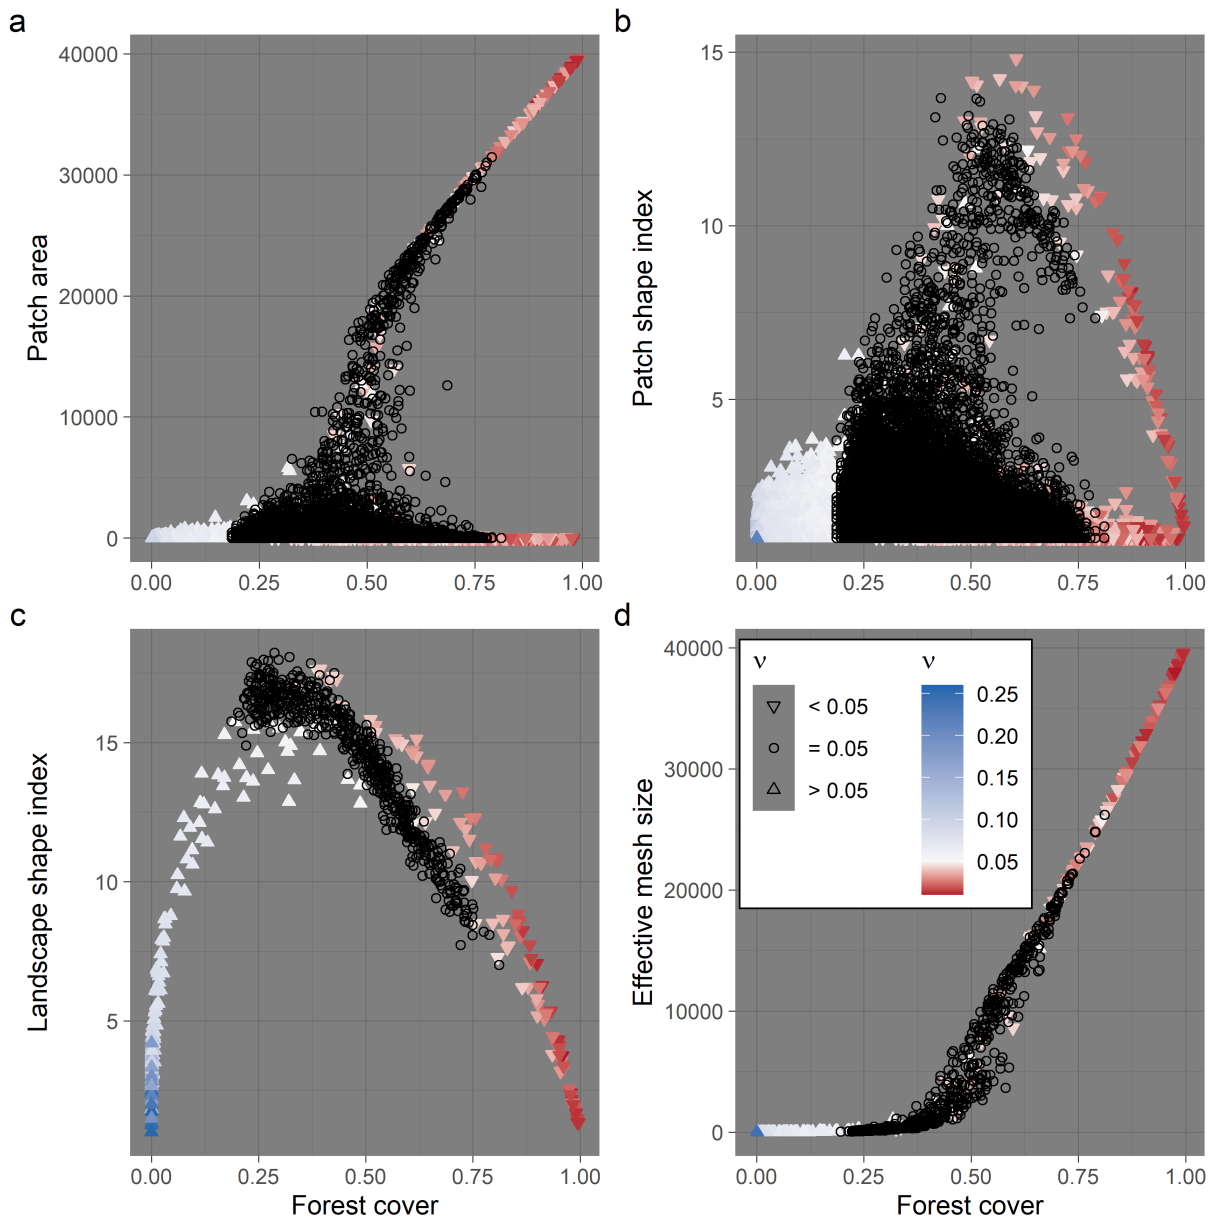 a
Patch area
40000
30000
20000
10000
0
0.00 0.25 0.50 0.75 1.00
b
Patch shape index
15
10
5
0.00 0.25 0.50 0.75 1.00
c
Landscape shape index
15
10
5
0.00 0.25 0.50 0.75 1.00
Forest cover
d
Effective mesh size
40000
30000
20000
10000
0
ν
< 0.05
= 0.05
> 0.05
ν
0.25
0.20
0.15
0.10
0.05
0.00 0.25 0.50 0.75 1.00
Forest cover